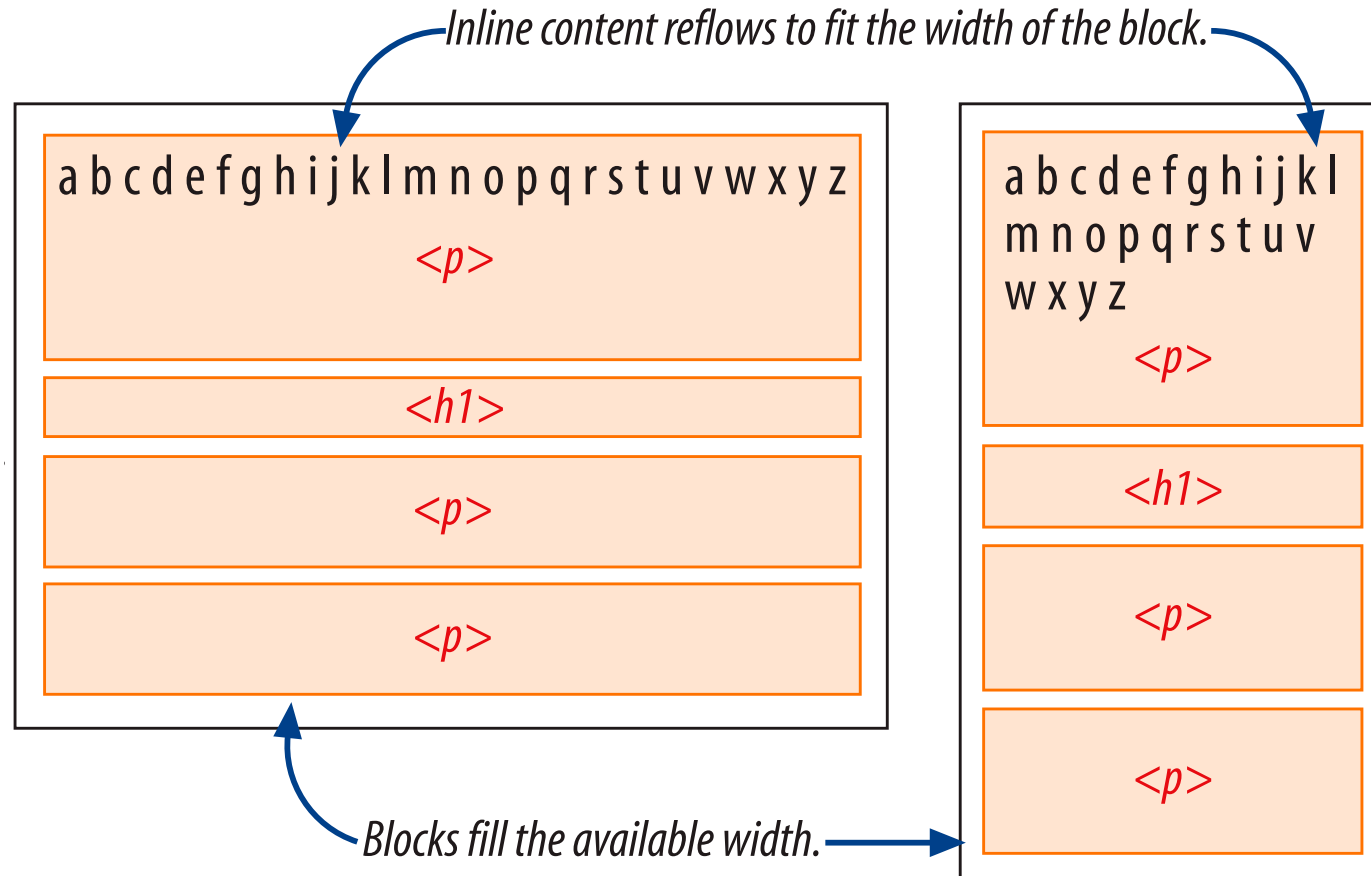 Inline content reflows to fit the width of the block.
a b c d e f g h i j k l m n o p q r s t u v w x y z
<p>
<h1>
<p>
<p>
a b c d e f g h i j k l
m n o p q r s t u v
w x y z
<p>
<h1>
<p>
<p>
Blocks fill the available width.